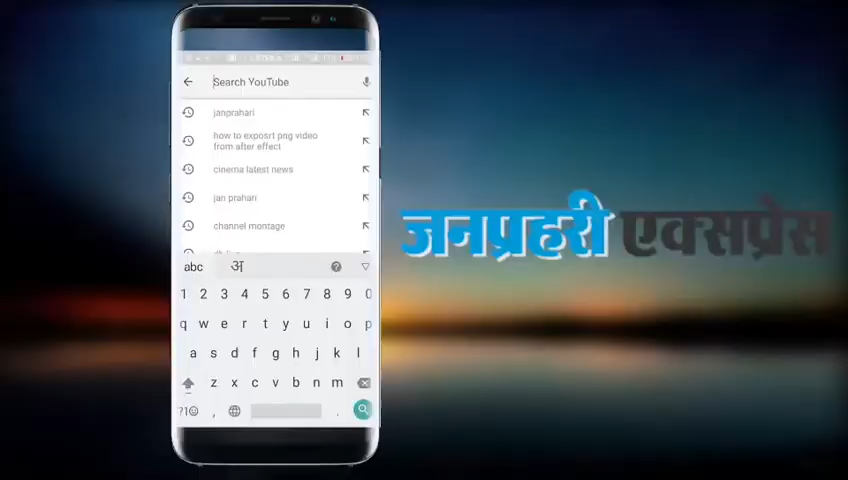 Search YouTube
janprahari
how to exposrt png video
from after effect
cinema latest news
jan prahari
channel montage
abc अ
1 2 3 4 5 6 7 8 9 0
q w e r t y u i o p
a s d f g h j k l
z x c v b n m
?1☺ , .
जनप्रहरी एक्सप्रेस